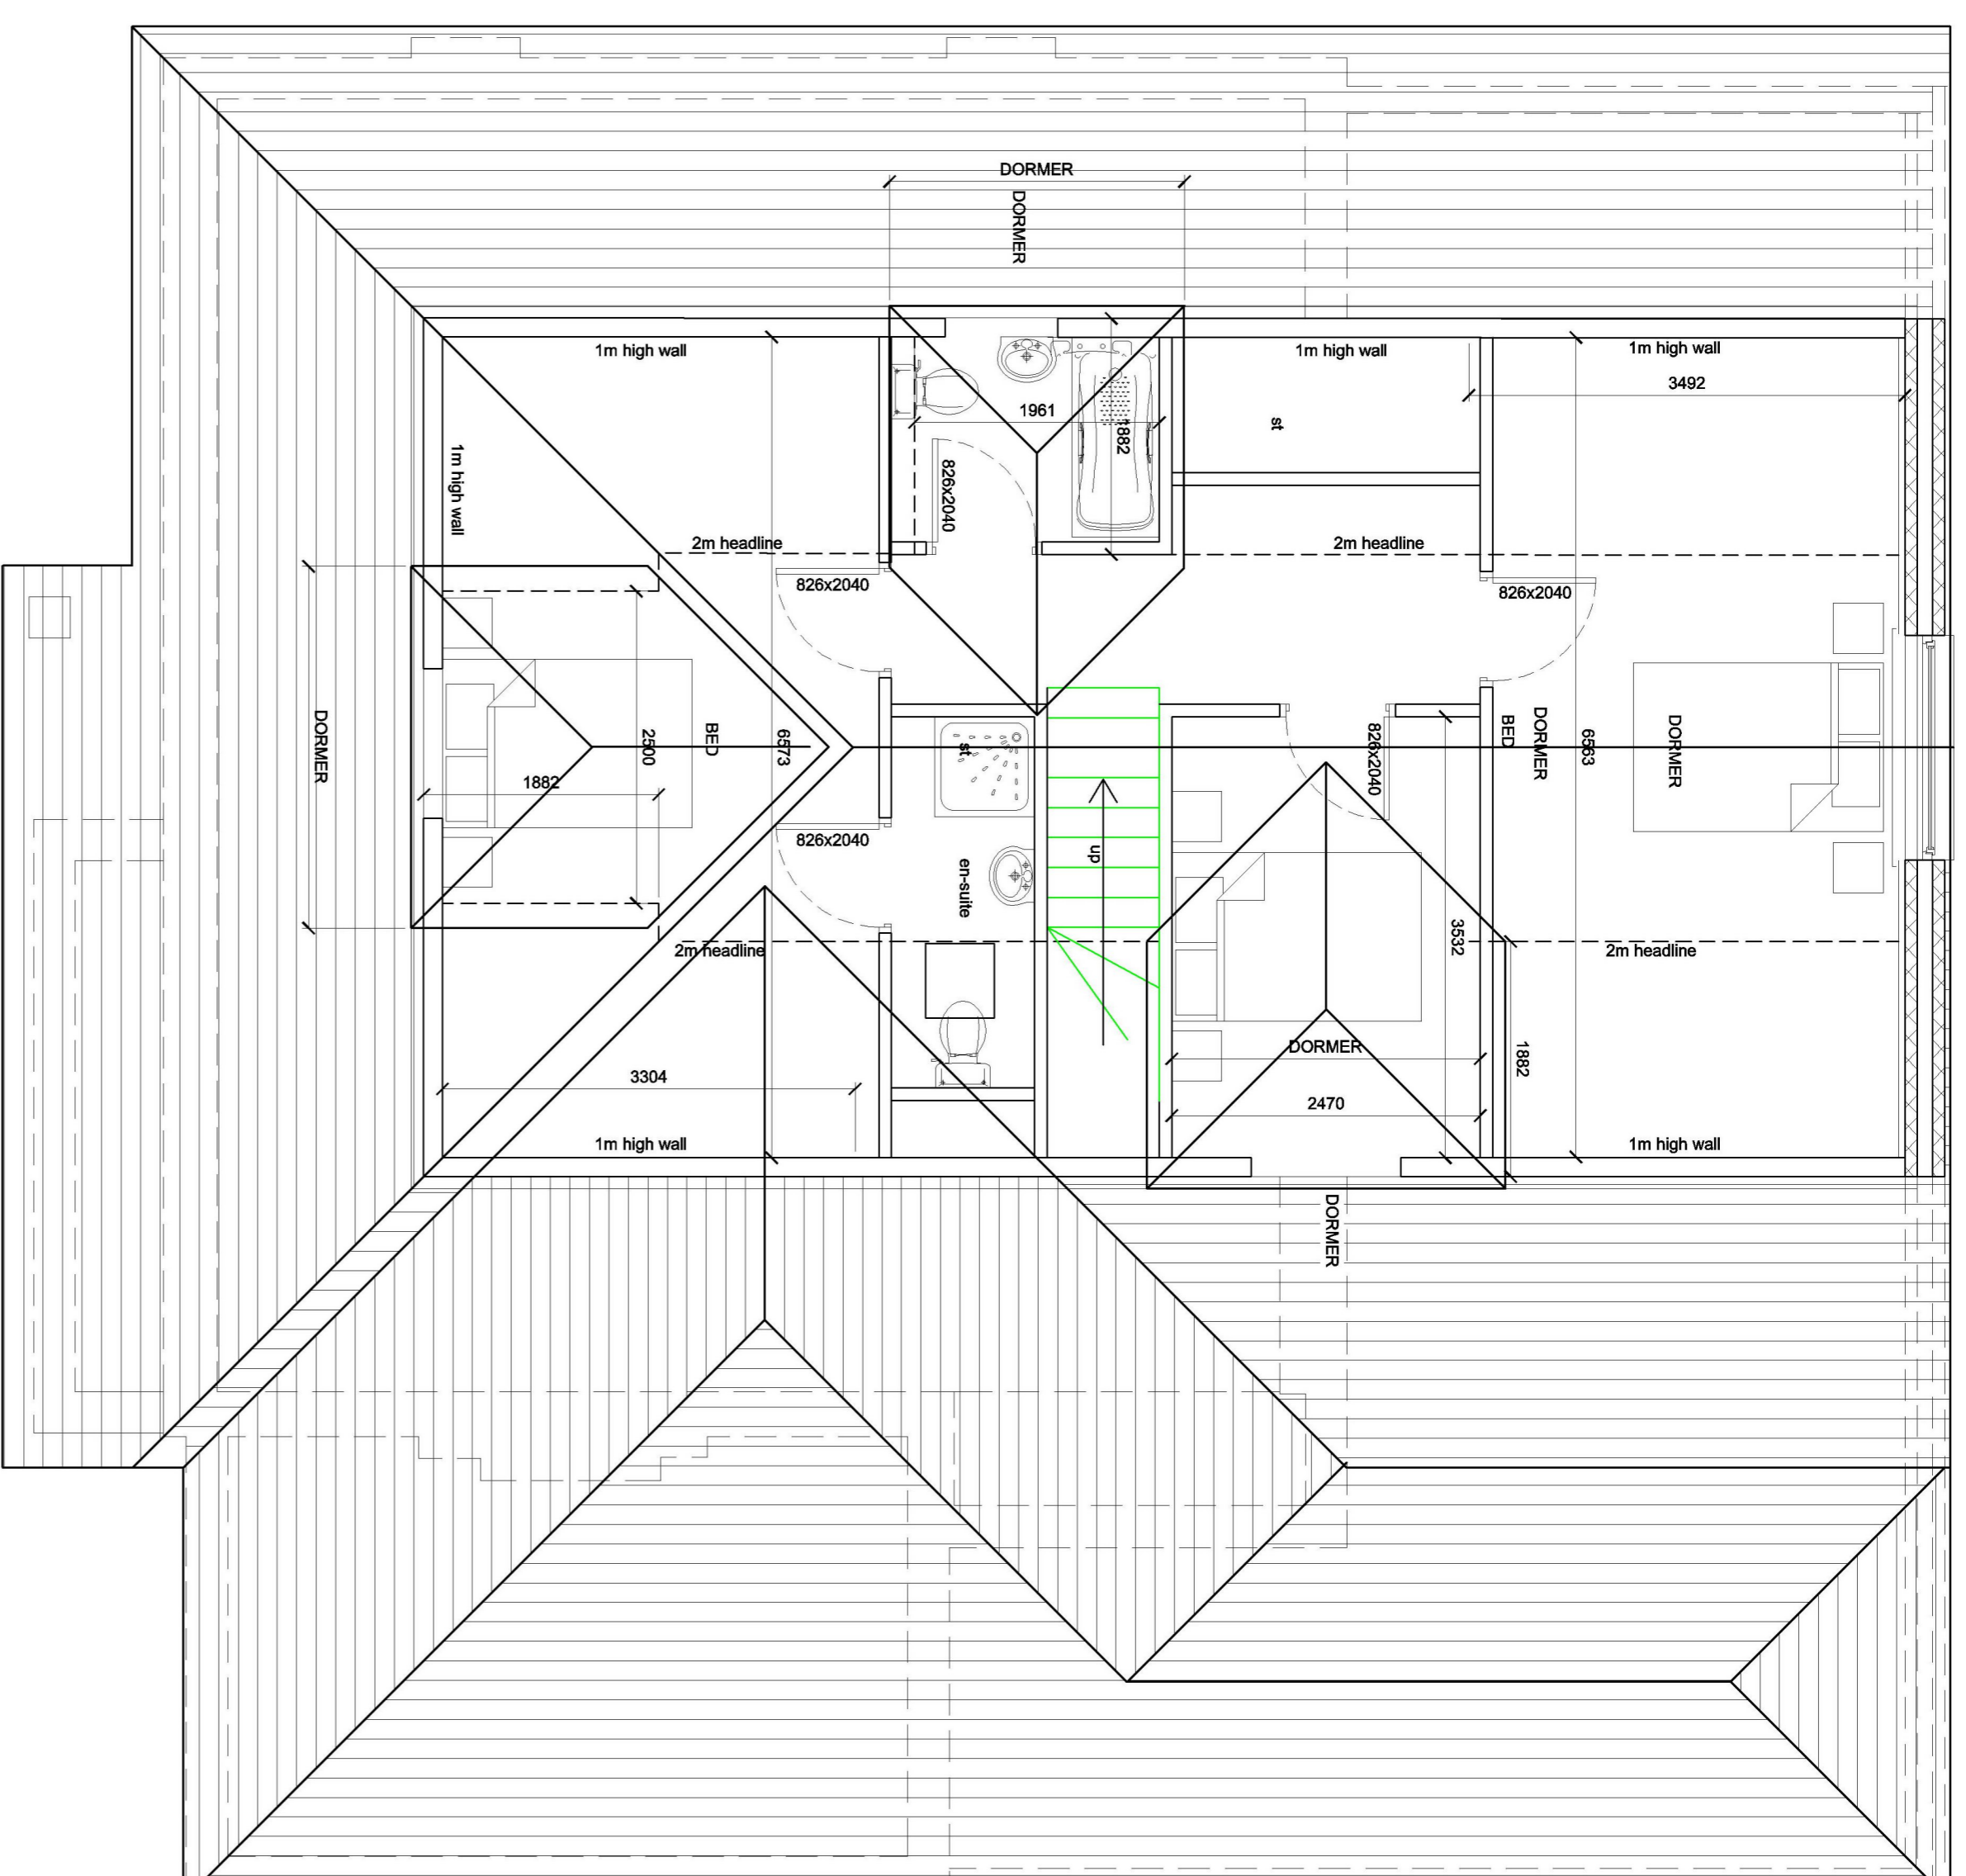 DORMER
DORMER
1m high wall
1m high wall
1m high wall
3492
1961
1882
st
1m high wall
826x2040
2m headline
2m headline
826x2040
826x2040
DORMER
2500
BED
6573
1882
st
826x2040
BED
DORMER
6563
DORMER
826x2040
up
en-suite
2m headline
3532
2m headline
DORMER
1882
3304
2470
1m high wall
1m high wall
DORMER